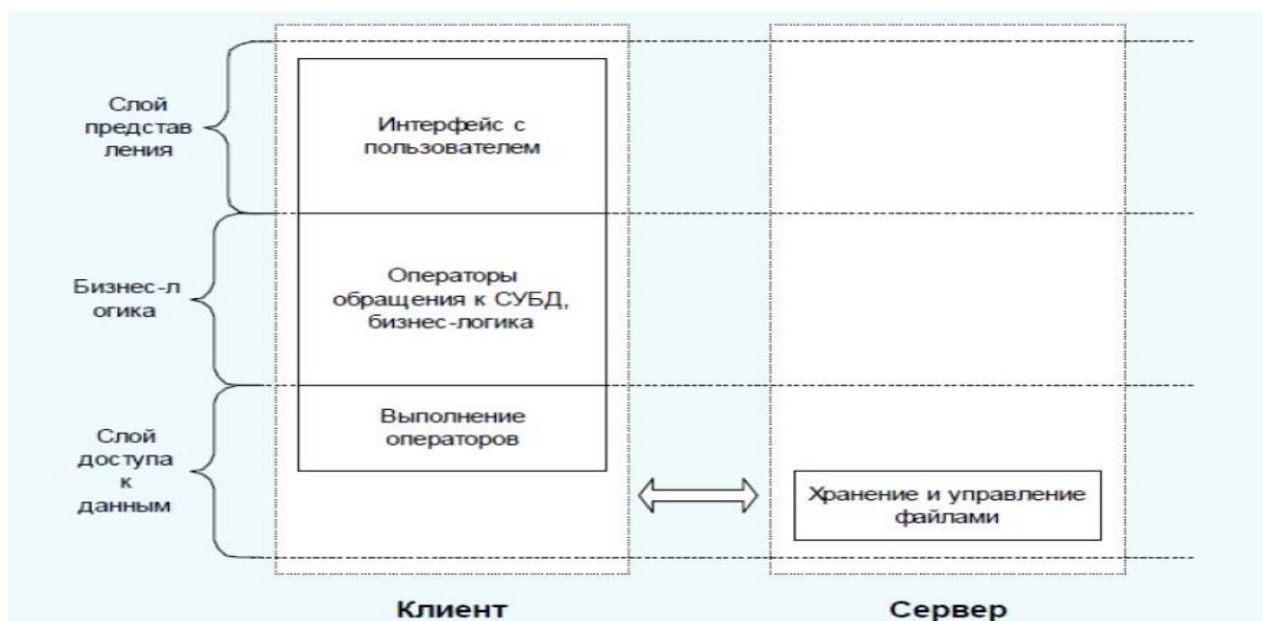 Слой
представ
ления
Интерфейс с
пользователем
Бизнес-л
огика
Операторы
обращения к СУБД,
бизнес-логика
Слой
доступа
к
данным
Выполнение
операторов
Хранение и управление
файлами
Клиент
Сервер